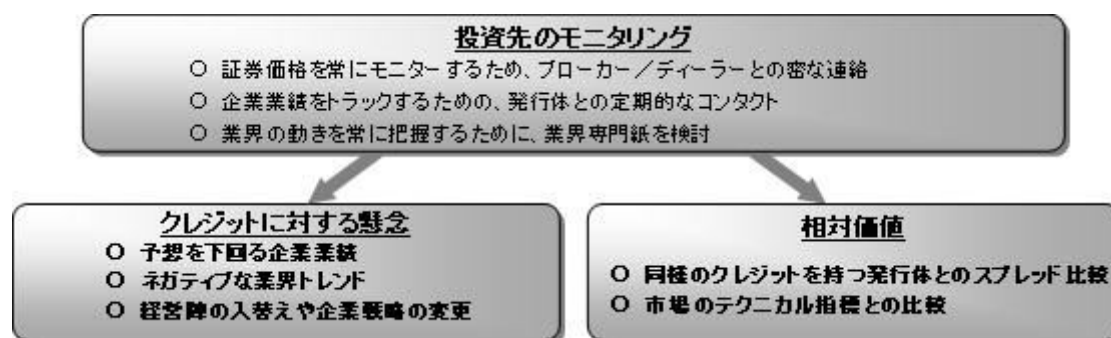 投資先のモニタリング
○ 証券価格を常にモニターするため、ブローカー／ディーラーとの密な連絡
○ 企業業績をトラックするための、発行体との定期的なコンタクト
○ 業界の動きを常に把握するために、業界専門紙を検討
クレジットに対する懸念
○ 予想を下回る企業業績
○ ネガティブな業界トレンド
○ 経営陣の入替えや企業戦略の変更
相対価値
○ 同種のクレジットを持つ発行体とのスプレッド比較
○ 市場のテクニカル指標との比較